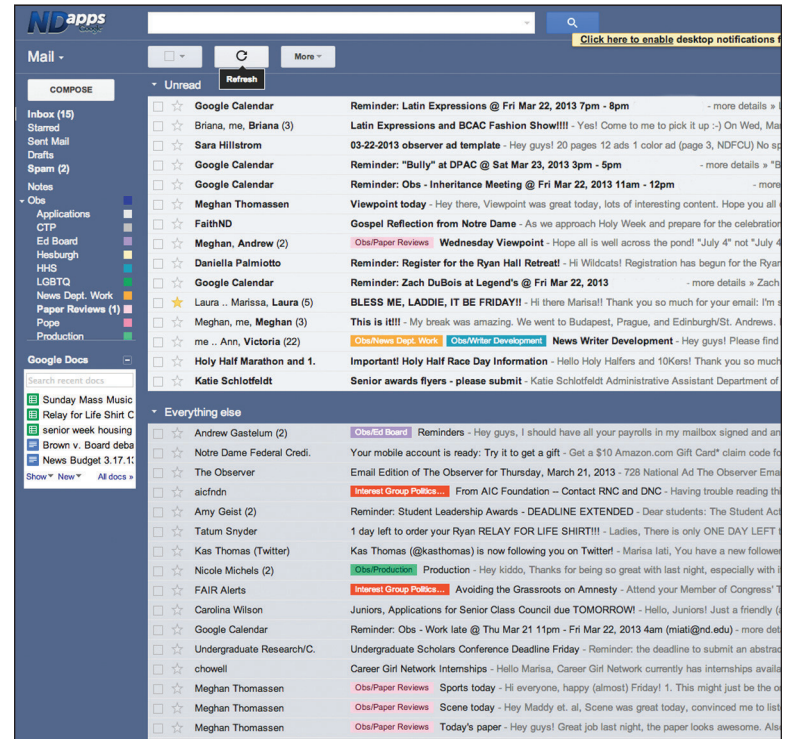 NDapps
Google
Click here to enable desktop notifications f
Mail
More
Refresh
COMPOSE
Inbox (15)
Starred
Sent Mail
Drafts
Spam (2)
Notes
Obs
Applications
CTP
Ed Board
Hesburgh
HHS
LGBTQ
News Dept. Work
Paper Reviews (1)
Pope
Production
Google Docs
Search recent docs
Sunday Mass Music
Relay for Life Shirt C
senior week housing
Brown v. Board deba
News Budget 3.17.13
Show New All docs »
Unread
Google Calendar Reminder: Latin Expressions @ Fri Mar 22, 2013 7pm - 8pm - more details »
Briana, me, Briana (3) Latin Expressions and BCAC Fashion Show!!!! - Yes! Come to me to pick it up :-) On Wed, Mar
Sara Hillstrom 03-22-2013 observer ad template - Hey guys! 20 pages 12 ads 1 color ad (page 3, NDFCU) No sp
Google Calendar Reminder: "Bully" at DPAC @ Sat Mar 23, 2013 3pm - 5pm - more details » "B
Google Calendar Reminder: Obs - Inheritance Meeting @ Fri Mar 22, 2013 11am - 12pm - more
Meghan Thomassen Viewpoint today - Hey there, Viewpoint was great today, lots of interesting content. Hope you all
FaithND Gospel Reflection from Notre Dame - As we approach Holy Week and prepare for the celebration
Meghan, Andrew (2) Obs/Paper Reviews Wednesday Viewpoint - Hope all is well across the pond! "July 4" not "July 4
Daniella Palmiotto Reminder: Register for the Ryan Hall Retreat! - Hi Wildcats! Registration has begun for the Ryan
Google Calendar Reminder: Zach DuBois at Legend's @ Fri Mar 22, 2013 - more details » Zach
Laura .. Marissa, Laura (5) BLESS ME, LADDIE, IT BE FRIDAY!! - Hi there Marisa!! Thank you so much for your email: I'm s
Meghan, me, Meghan (3) This is it!!! - My break was amazing. We went to Budapest, Prague, and Edinburgh/St. Andrews.
me .. Ann, Victoria (22) Obs/News Dept. Work Obs/Writer Development News Writer Development - Hey guys! Please find
Holy Half Marathon and 1. Important! Holy Half Race Day Information - Hello Holy Halfers and 10Kers! Thank you so much
Katie Schlotfeldt Senior awards flyers - please submit - Katie Schlotfeldt Administrative Assistant Department of
Everything else
Andrew Gastelum (2) Obs/Ed Board Reminders - Hey guys, I should have all your payrolls in my mailbox signed and an
Notre Dame Federal Credi. Your mobile account is ready: Try it to get a gift - Get a $10 Amazon.com Gift Card* claim code fo
The Observer Email Edition of The Observer for Thursday, March 21, 2013 - 728 National Ad The Observer Ema
aicfndn Interest Group Politics... From AIC Foundation -- Contact RNC and DNC - Having trouble reading thi
Amy Geist (2) Reminder: Student Leadership Awards - DEADLINE EXTENDED - Dear students: The Student Act
Tatum Snyder 1 day left to order your Ryan RELAY FOR LIFE SHIRT!!! - Ladies, There is only ONE DAY LEFT t
Kas Thomas (Twitter) Kas Thomas (@kasthomas) is now following you on Twitter! - Marisa Iati, You have a new follower
Nicole Michels (2) Obs/Production Production - Hey kiddo, Thanks for being so great with last night, especially with i
FAIR Alerts Interest Group Politics... Avoiding the Grassroots on Amnesty - Attend your Member of Congress' T
Carolina Wilson Juniors, Applications for Senior Class Council due TOMORROW! - Hello, Juniors! Just a friendly (
Google Calendar Reminder: Obs - Work late @ Thu Mar 21 11pm - Fri Mar 22, 2013 4am (miati@nd.edu) - more det
Undergraduate Research/C. Undergraduate Scholars Conference Deadline Friday - Reminder: the deadline to submit an abstrac
chowell Career Girl Network Internships - Hello Marisa, Career Girl Network currently has internships availa
Meghan Thomassen Obs/Paper Reviews Sports today - Hi everyone, happy (almost) Friday! 1. This might just be the
Meghan Thomassen Obs/Paper Reviews Scene today - Hey Maddy et. al, Scene was great today, convinced me to list
Meghan Thomassen Obs/Paper Reviews Today's paper - Hey guys! Great job last night, the paper looks awesome. Also